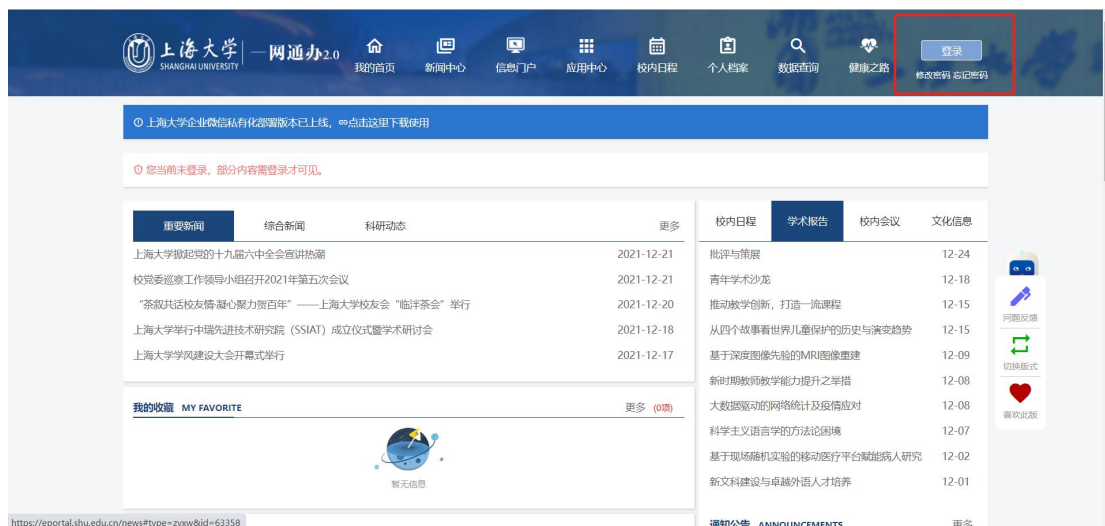 上海大学
SHANGHAI UNIVERSITY
一网通办2.0
我的首页
新闻中心
信息门户
应用中心
校内日程
个人档案
数据查询
健康之路
登录
修改密码 忘记密码
上海大学企业微信私有化部署版本已上线，点击这里下载使用
您当前未登录，部分内容需登录才可见。
重要新闻 综合新闻 科研动态 更多
上海大学掀起党的十九届六中全会宣讲热潮 2021-12-21
校党委巡察工作领导小组召开2021年第五次会议 2021-12-21
“茶叙共话校友情·凝心聚力贺百年”——上海大学校友会“临泮茶会”举行 2021-12-20
上海大学举行中瑞先进技术研究院（SSIAT）成立仪式暨学术研讨会 2021-12-18
上海大学学风建设大会开幕式举行 2021-12-17
我的收藏 MY FAVORITE 更多 (0项)
暂无信息
校内日程 学术报告 校内会议 文化信息
批评与策展 12-24
青年学术沙龙 12-18
推动教学创新，打造一流课程 12-15
从四个故事看世界儿童保护的历史与演变趋势 12-15
基于深度图像先验的MRI图像重建 12-09
新时期教师教学能力提升之举措 12-08
大数据驱动的网络统计及疫情应对 12-08
科学主义语言学的方法论困境 12-07
基于现场随机实验的移动医疗平台赋能病人研究 12-02
新文科建设与卓越外语人才培养 12-01
通知公告 ANNOUNCEMENTS 更多
问题反馈
切换版式
喜欢此版
https://eportal.shu.edu.cn/news#type=zyxw&id=63358